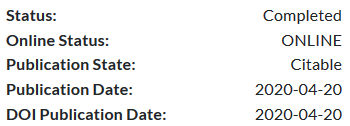 Status: Completed
Online Status: ONLINE
Publication State: Citable
Publication Date: 2020-04-20
DOI Publication Date: 2020-04-20